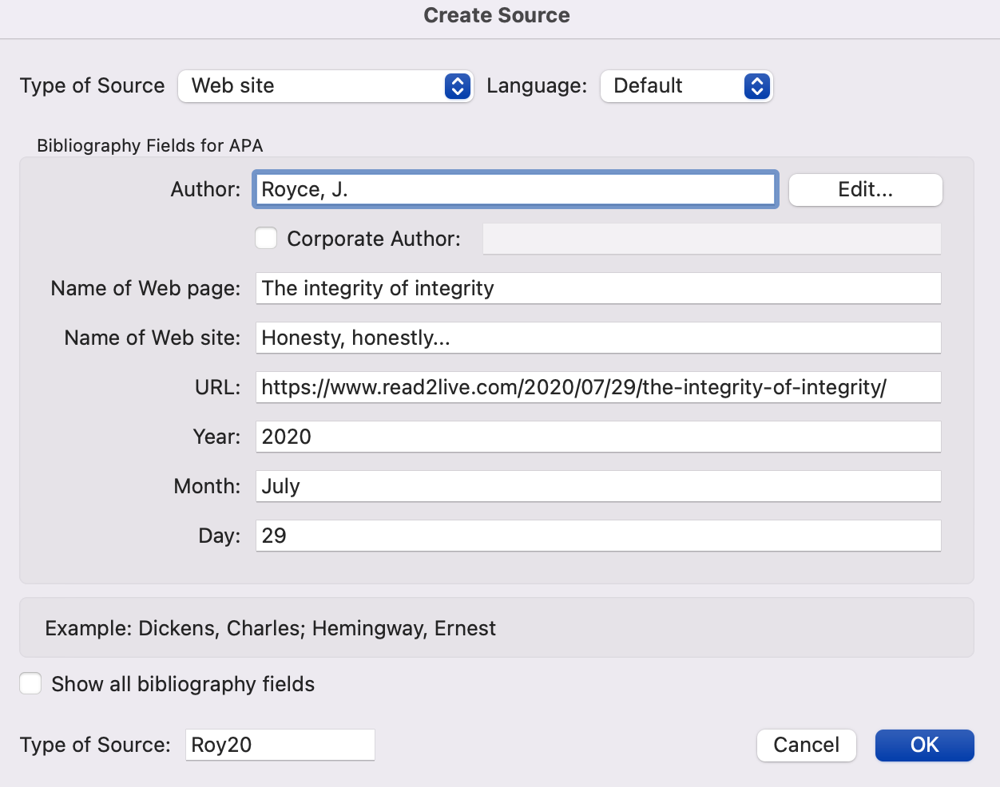 Create Source
Type of Source Web site Language: Default
Bibliography Fields for APA
Author: Royce, J. Edit...
Corporate Author:
Name of Web page: The integrity of integrity
Name of Web site: Honesty, honestly...
URL: https://www.read2live.com/2020/07/29/the-integrity-of-integrity/
Year: 2020
Month: July
Day: 29
Example: Dickens, Charles; Hemingway, Ernest
Show all bibliography fields
Type of Source: Roy20 Cancel OK